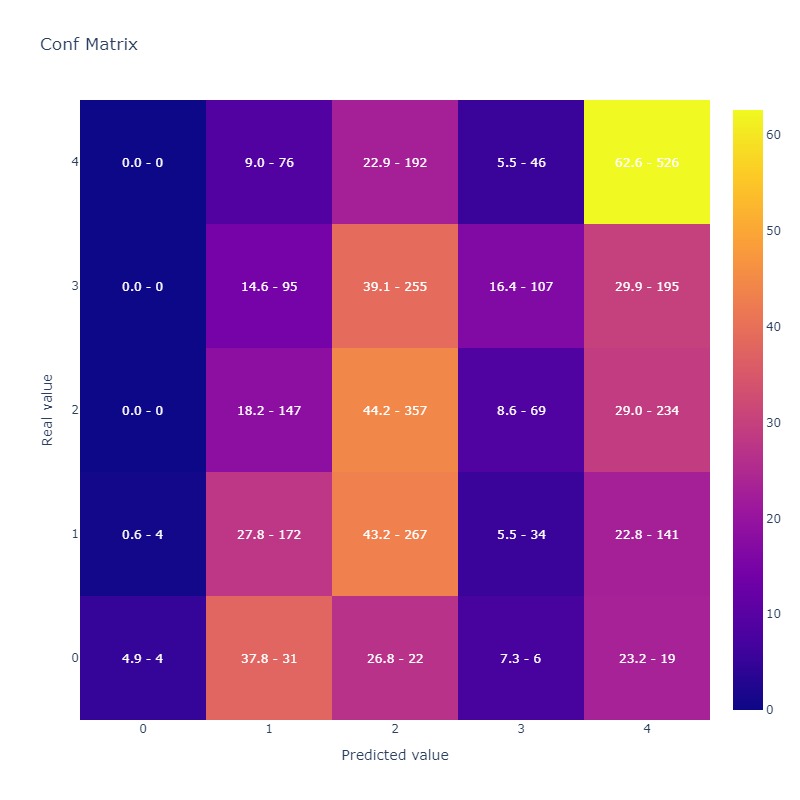 Conf Matrix
4 0.0 - 0 9.0 - 76 22.9 - 192 5.5 - 46 62.6 - 526
3 0.0 - 0 14.6 - 95 39.1 - 255 16.4 - 107 29.9 - 195
2 0.0 - 0 18.2 - 147 44.2 - 357 8.6 - 69 29.0 - 234
1 0.6 - 4 27.8 - 172 43.2 - 267 5.5 - 34 22.8 - 141
0 4.9 - 4 37.8 - 31 26.8 - 22 7.3 - 6 23.2 - 19
0 1 2 3 4
Predicted value
Real value
60
50
40
30
20
10
0